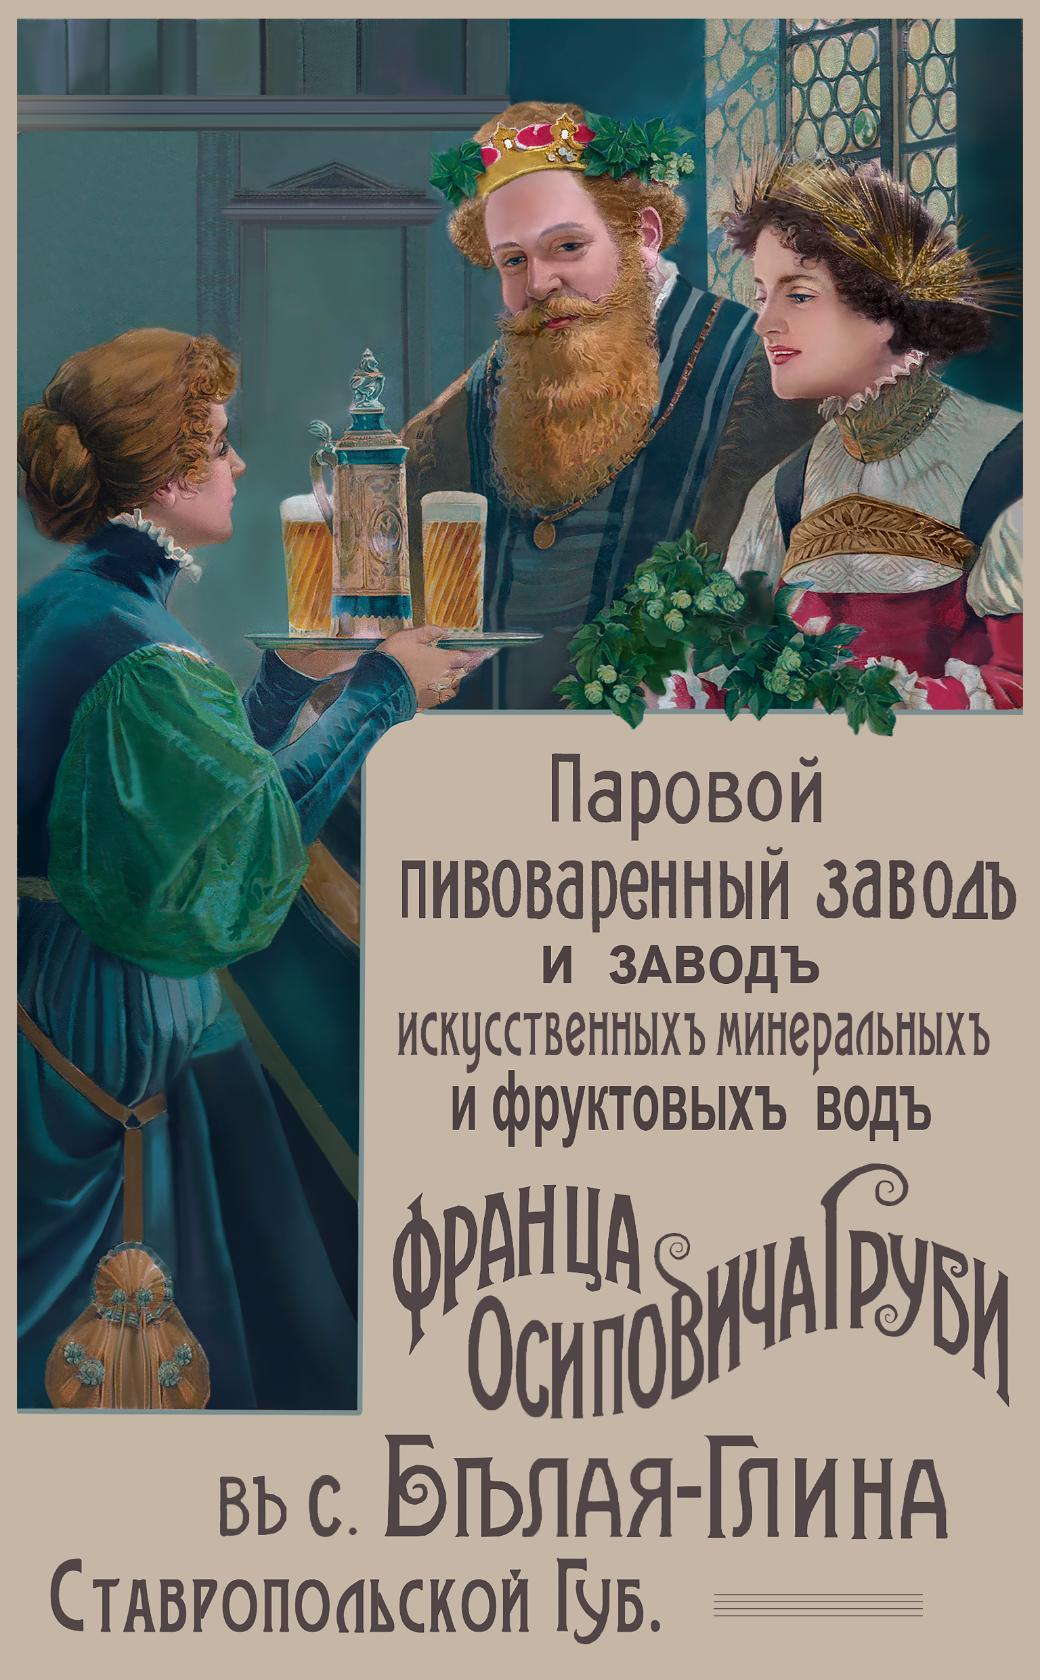 Паровой
пивоваренный заводъ
и заводъ
искусственныхъ минеральныхъ
и фруктовыхъ водъ
Франца
Осиповича Груби
въ с. Бѣлая-Глина
Ставропольской Губ.